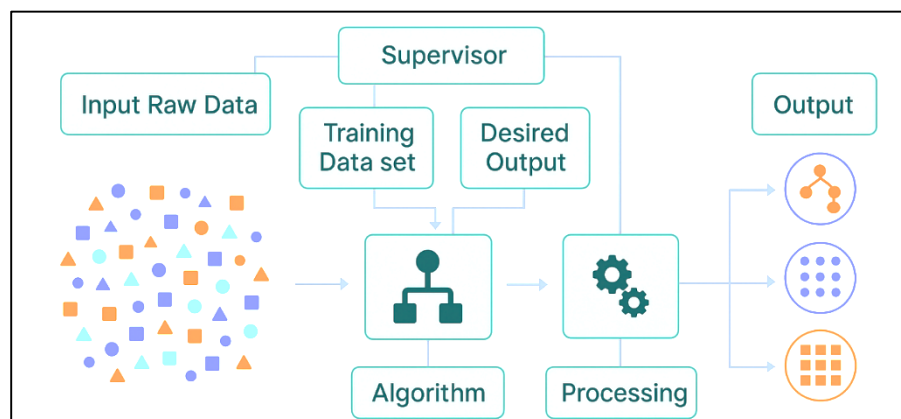 Supervisor
Input Raw Data
Training
Data set
Desired
Output
Output
Algorithm
Processing